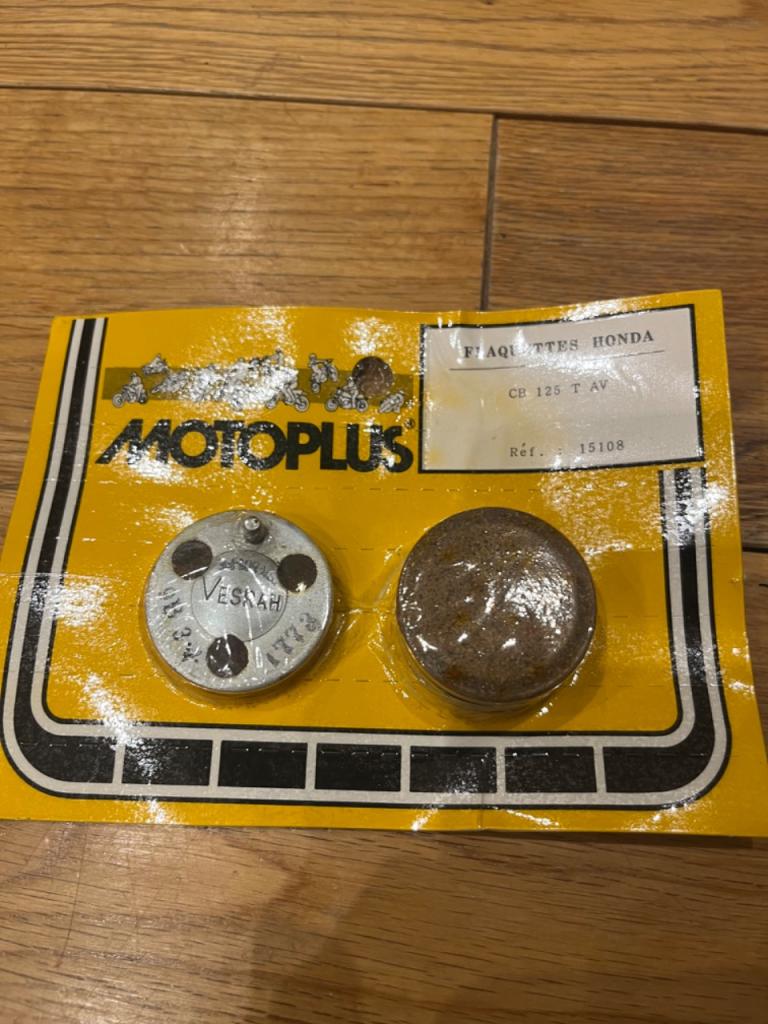 PLAQUETTES HONDA
CB 125 T AV
Réf. : 15108
MOTOPLUS
VESRAH